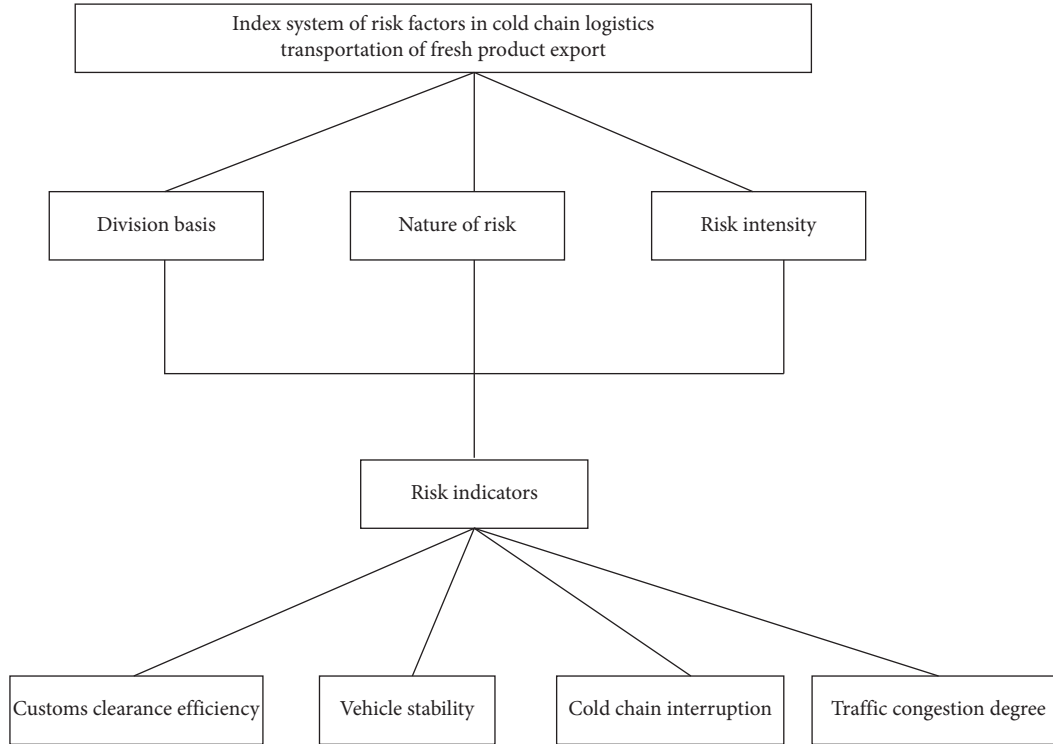 Index system of risk factors in cold chain logistics
transportation of fresh product export
Division basis
Nature of risk
Risk intensity
Risk indicators
Customs clearance efficiency
Vehicle stability
Cold chain interruption
Traffic congestion degree